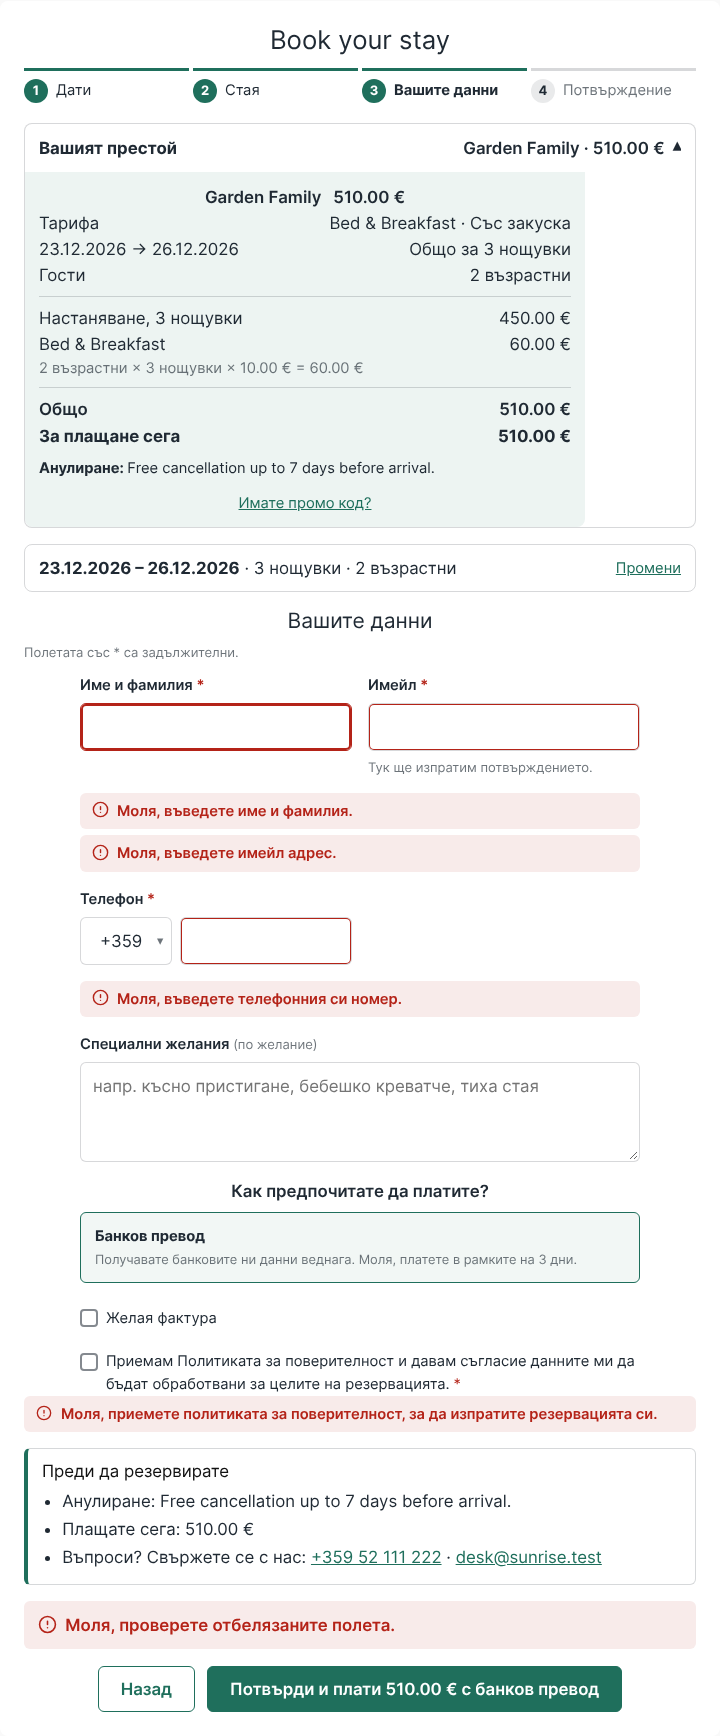 Book your stay
1 Дати
2 Стая
3 Вашите данни
4 Потвърждение
Вашият престой
Garden Family · 510.00 € ▲
Garden Family 510.00 €
Тарифа
Bed & Breakfast · Със закуска
23.12.2026 → 26.12.2026
Общо за 3 нощувки
Гости
2 възрастни
Настаняване, 3 нощувки
450.00 €
Bed & Breakfast
60.00 €
2 възрастни × 3 нощувки × 10.00 € = 60.00 €
Общо
510.00 €
За плащане сега
510.00 €
Анулиране: Free cancellation up to 7 days before arrival.
Имате промо код?
23.12.2026 – 26.12.2026 · 3 нощувки · 2 възрастни
Промени
Вашите данни
Полетата със * са задължителни.
Име и фамилия *
Имейл *
Тук ще изпратим потвърждението.
Моля, въведете име и фамилия.
Моля, въведете имейл адрес.
Телефон *
+359 ▾
Моля, въведете телефонния си номер.
Специални желания (по желание)
напр. късно пристигане, бебешко креватче, тиха стая
Как предпочитате да платите?
Банков превод
Получавате банковите ни данни веднага. Моля, платете в рамките на 3 дни.
Желая фактура
Приемам Политиката за поверителност и давам съгласие данните ми да
бъдат обработвани за целите на резервацията. *
Моля, приемете политиката за поверителност, за да изпратите резервацията си.
Преди да резервирате
• Анулиране: Free cancellation up to 7 days before arrival.
• Плащате сега: 510.00 €
• Въпроси? Свържете се с нас: +359 52 111 222 · desk@sunrise.test
Моля, проверете отбелязаните полета.
Назад
Потвърди и плати 510.00 € с банков превод